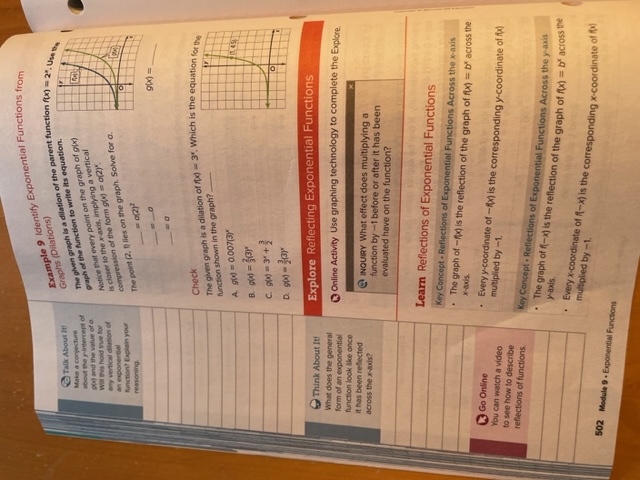 Talk About It!
Make a conjecture
about the y-intercept of
g(x) and the value of a.
Will this hold true for
any vertical dilation of
an exponential
function? Explain your
reasoning.
Example 9 Identify Exponential Functions from
Graphs (Dilations)
The given graph is a dilation of the parent function f(x) = 2ˣ. Use the
graph of the function to write its equation.
Notice that every point on the graph of g(x)
is closer to the x-axis, implying a vertical
compression of the form g(x) = a(2)ˣ.
The point (2, 1) lies on the graph. Solve for a.
___ = a(2)²
___ = __a
___ = a
y
f(x)
g(x)
O
x
g(x) = ____
Check
The given graph is a dilation of f(x) = 3ˣ. Which is the equation for the
function shown in the graph? ____
A. g(x) = 0.007(3)ˣ
B. g(x) = 2/3(3)ˣ
C. g(x) = 3ˣ + 3/2
D. g(x) = 3/2(3)ˣ
y
(1, 4.5)
O
x
Think About It!
What does the general
form of an exponential
function look like once
it has been reflected
across the x-axis?
Explore Reflecting Exponential Functions
Online Activity Use graphing technology to complete the Explore.
INQUIRY What effect does multiplying a
function by −1 before or after it has been
evaluated have on the function?
Learn Reflections of Exponential Functions
Key Concept • Reflections of Exponential Functions Across the x-axis
• The graph of −f(x) is the reflection of the graph of f(x) = bˣ across the
x-axis.
• Every y-coordinate of −f(x) is the corresponding y-coordinate of f(x)
multiplied by −1.
Go Online
You can watch a video
to see how to describe
reflections of functions.
Key Concept • Reflections of Exponential Functions Across the y-axis
• The graph of f(−x) is the reflection of the graph of f(x) = bˣ across the
y-axis.
• Every x-coordinate of f(−x) is the corresponding x-coordinate of f(x)
multiplied by −1.
502 Module 9 • Exponential Functions